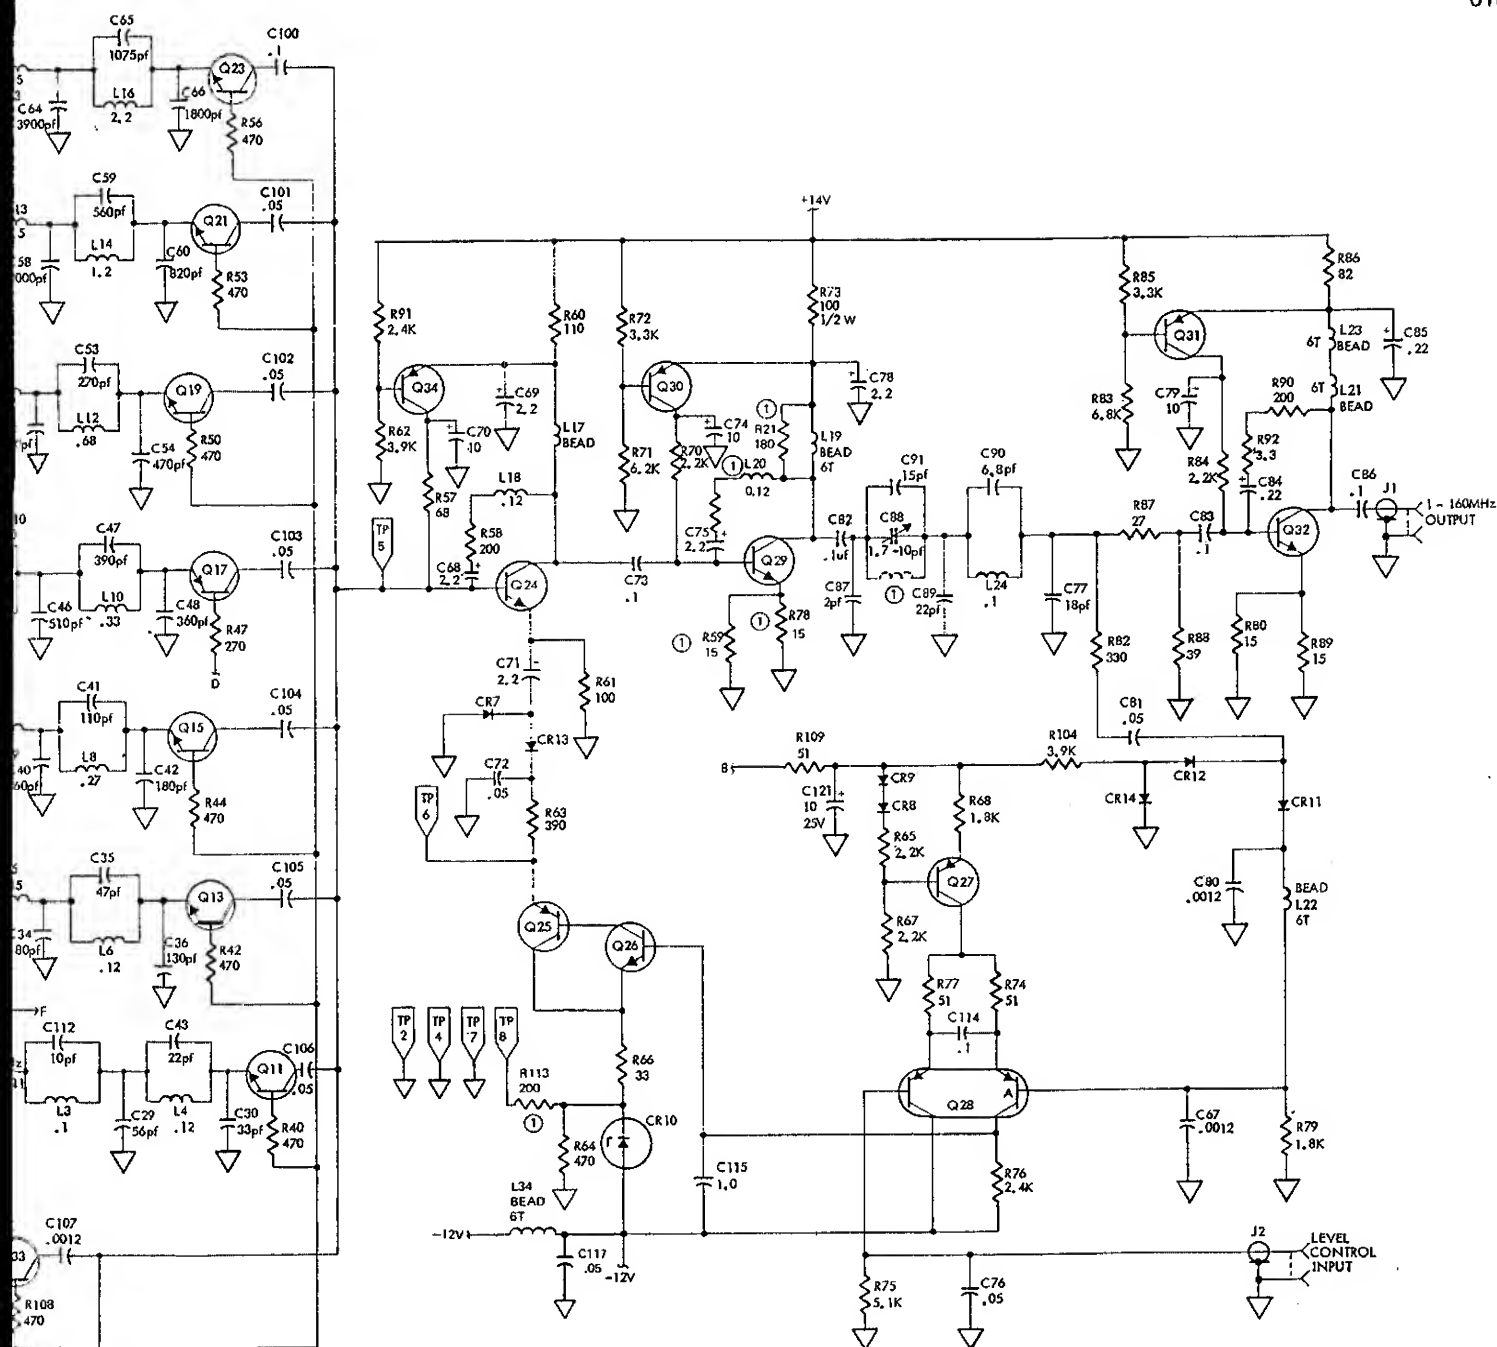 C65
1075pf
L16
2.2
C64
3900pf
C66
1800pf
Q23
C100
.1
R56
470
C59
560pf
L14
1.2
58
000pf
C60
820pf
Q21
C101
.05
R53
470
C53
270pf
L12
.68
C54
470pf
Q19
C102
.05
R50
470
C47
390pf
L10
.33
C46
510pf
C48
360pf
Q17
C103
.05
R47
270
D
C41
110pf
L8
.27
40
60pf
C42
180pf
Q15
C104
.05
R44
470
C35
47pf
L6
.12
34
80pf
C36
130pf
Q13
C105
.05
R42
470
F
C112
10pf
L3
.1
C29
56pf
C43
22pf
L4
.12
C30
33pf
Q11
C106
.05
R40
470
33
C107
.0012
R108
470
+14V
R91
2.4K
R62
3.9K
Q34
R57
68
C70
10
C69
2.2
R60
110
L17
BEAD
L18
.12
R58
200
C68
2.2
TP
5
Q24
C73
.1
R72
3.3K
R71
6.2K
Q30
R70
2.2K
C74
10
1
R21
180
1
L20
0.12
C75
2.2
R73
100
1/2 W
C78
2.2
L19
BEAD
6T
Q29
1
R59
15
1
R78
15
C82
.1uf
C87
2pf
C91
15pf
C88
1.7-10pf
1
C89
22pf
C90
6.8pf
L24
.1
C77
18pf
R87
27
R82
330
R88
39
C83
.1
R85
3.3K
R83
6.8K
Q31
C79
10
R84
2.2K
R86
82
L23
6T
BEAD
L21
6T
BEAD
C85
.22
R90
200
R92
3.3
C84
.22
Q32
R80
15
R89
15
C86
.1
J1
1 - 160MHz
OUTPUT
C71
2.2
R61
100
CR7
CR13
C72
.05
R63
390
TP
6
Q25
Q26
TP
2
TP
4
TP
7
TP
8
R113
200
1
R66
33
R64
470
CR10
C115
1.0
L34
BEAD
6T
-12V
C117
.05
-12V
B
R109
51
C121
10
25V
CR9
CR8
R65
2.2K
R67
2.2K
R68
1.8K
Q27
R77
51
R74
51
C114
.1
Q28
A
R76
2.4K
R104
3.9K
C81
.05
CR12
CR14
CR11
C80
.0012
BEAD
L22
6T
C67
.0012
R79
1.8K
R75
5.1K
C76
.05
J2
LEVEL
CONTROL
INPUT